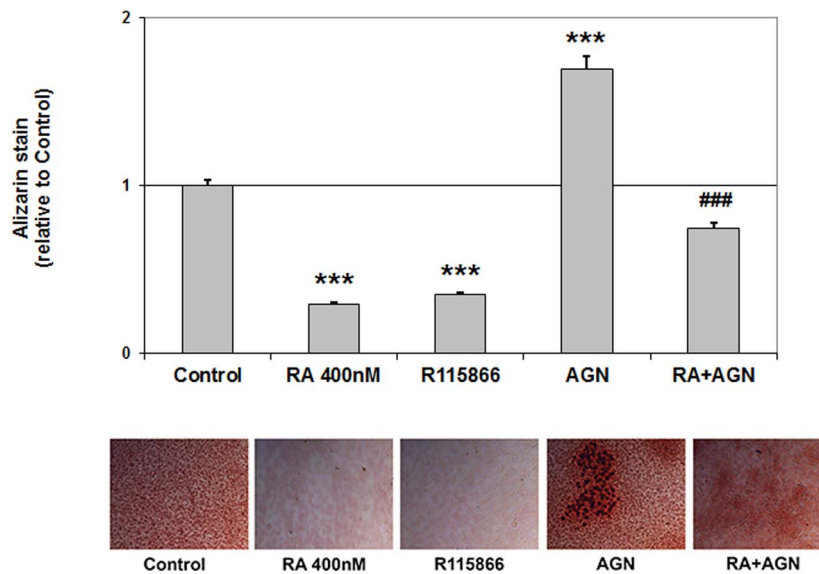 2
***
Alizarin stain
(relative to Control)
1
###
***
***
0
Control RA 400nM R115866 AGN RA+AGN
Control RA 400nM R115866 AGN RA+AGN